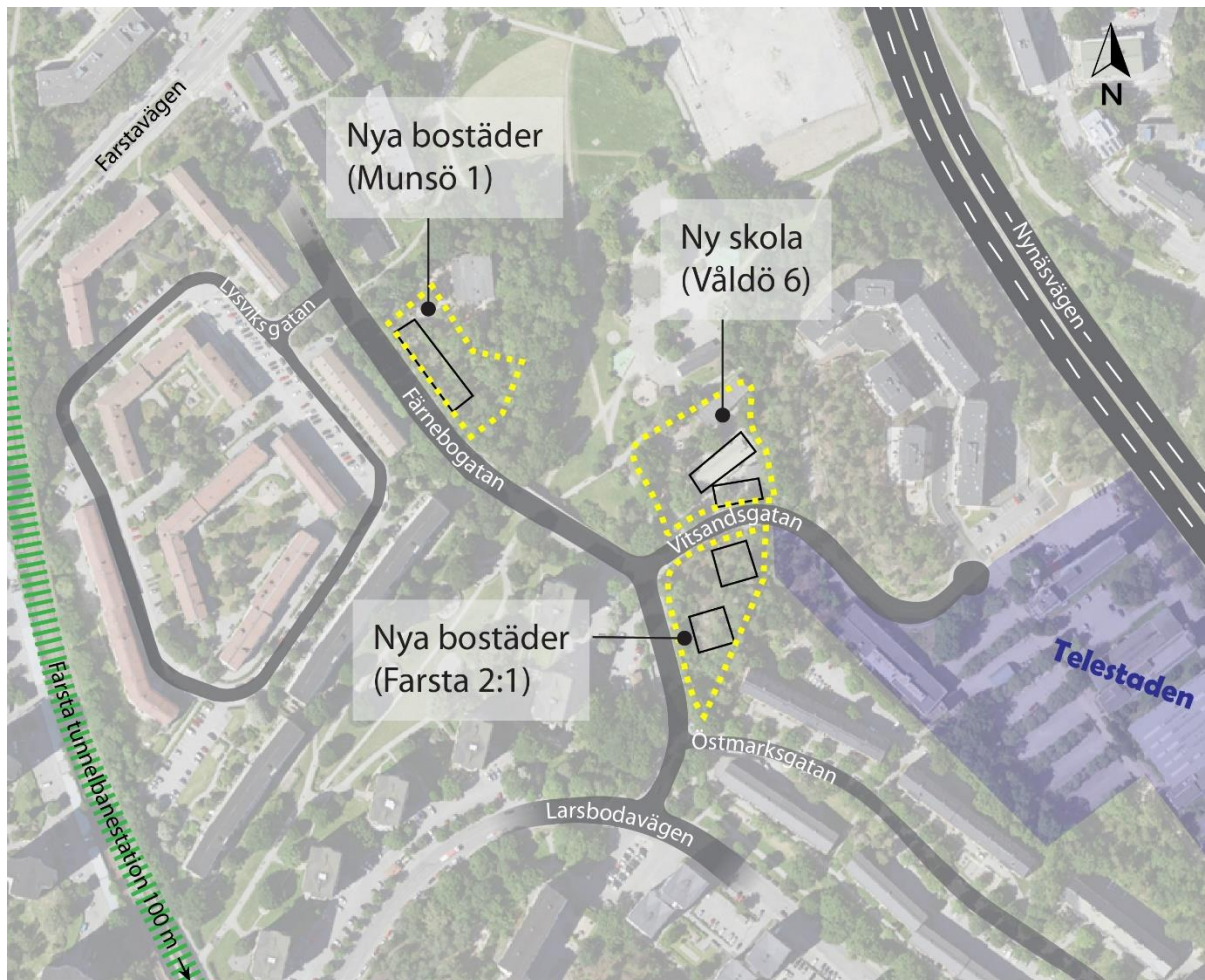 Farstavägen
N
Nya bostäder
(Munsö 1)
Ny skola
(Våldö 6)
Nynäsvägen
Lysviksgatan
Färnebogatan
Vitsandsgatan
Nya bostäder
(Farsta 2:1)
Telestaden
Östmarksgatan
Larsbodavägen
Farsta tunnelbanestation 100 m